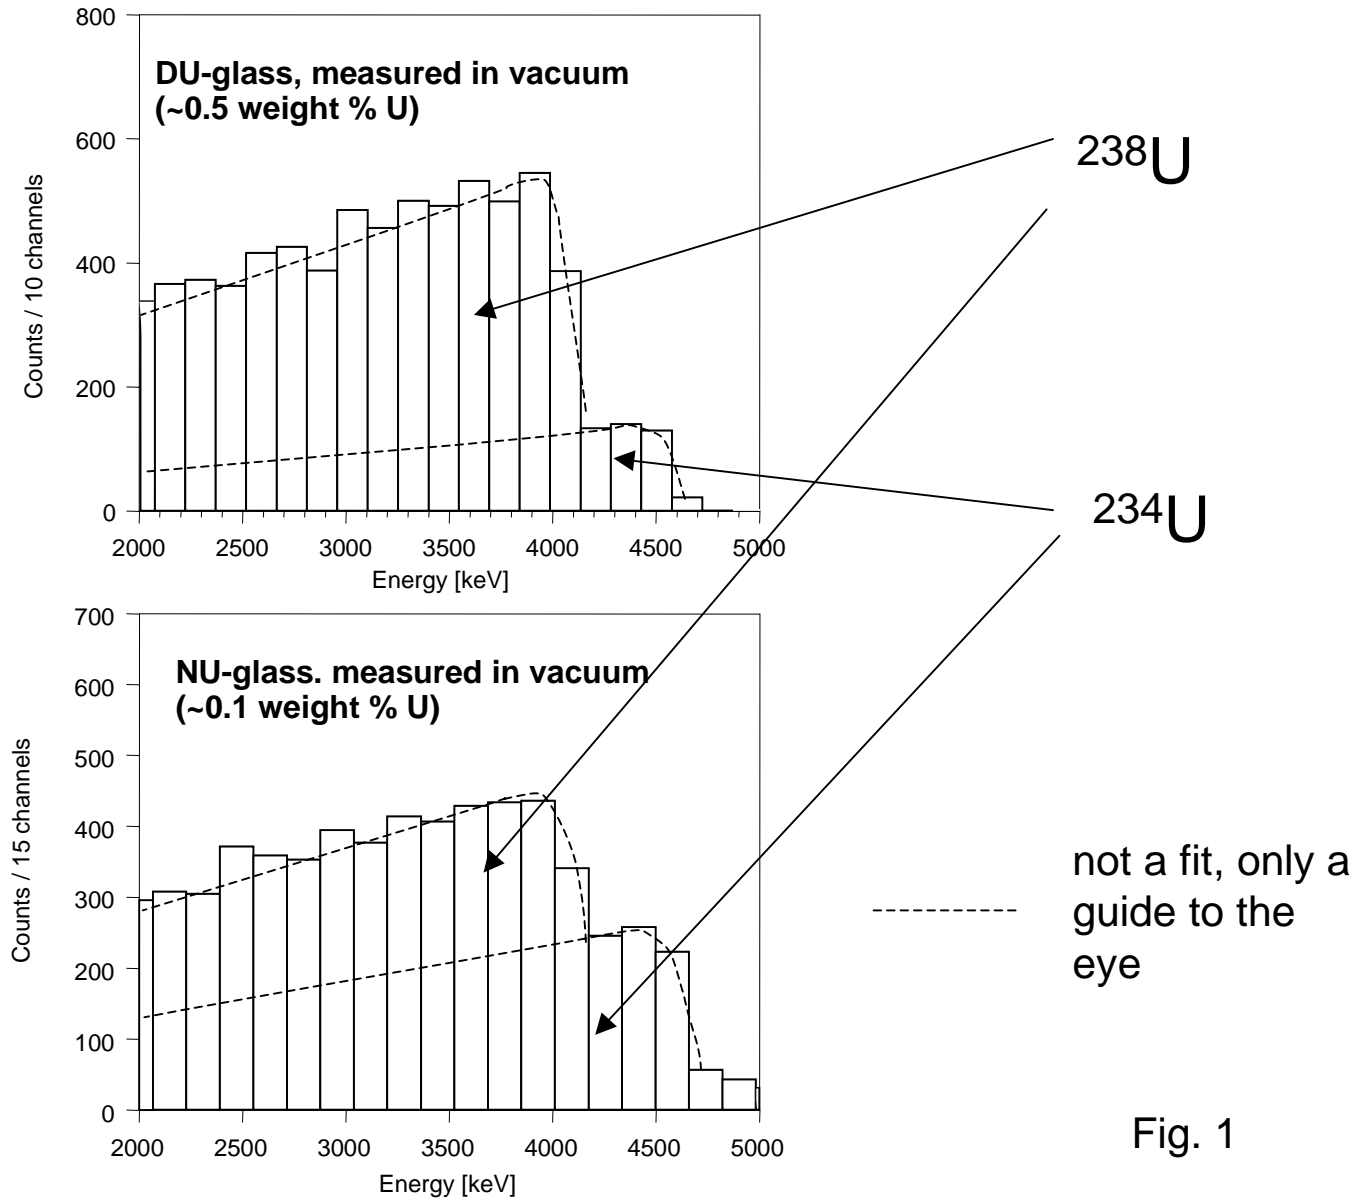 DU-glass, measured in vacuum
(~0.5 weight % U)
Counts / 10 channels
800
600
400
200
0
2000 2500 3000 3500 4000 4500 5000
Energy [keV]
238U
234U
NU-glass. measured in vacuum
(~0.1 weight % U)
Counts / 15 channels
700
600
500
400
300
200
100
0
2000 2500 3000 3500 4000 4500 5000
Energy [keV]
not a fit, only a
guide to the
eye
Fig. 1